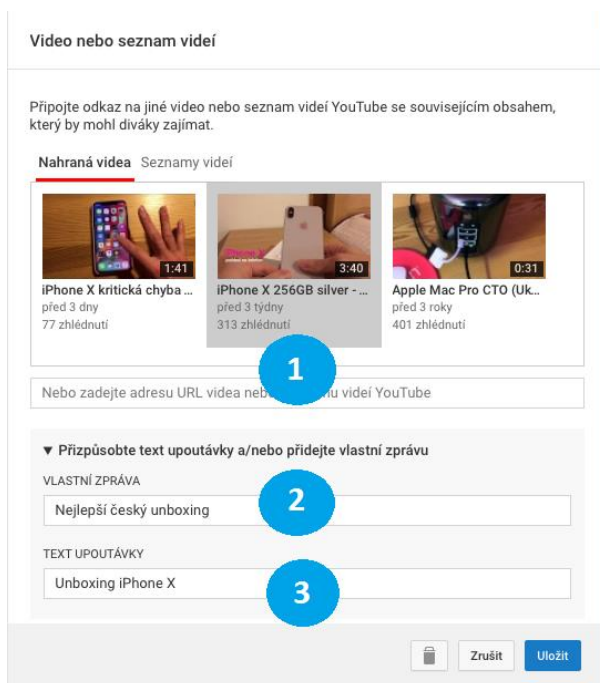 Video nebo seznam videí
Připojte odkaz na jiné video nebo seznam videí YouTube se souvisejícím obsahem,
který by mohl diváky zajímat.
Nahraná videa Seznamy videí
iPhone X
1:41 3:40 0:31
iPhone X kritická chyba ... iPhone X 256GB silver - ... Apple Mac Pro CTO (Uk...
před 3 dny před 3 týdny před 3 roky
77 zhlédnutí 313 zhlédnutí 401 zhlédnutí
1
Nebo zadejte adresu URL videa videí YouTube
▼ Přizpůsobte text upoutávky a/nebo přidejte vlastní zprávu
VLASTNÍ ZPRÁVA
Nejlepší český unboxing
2
TEXT UPOUTÁVKY
Unboxing iPhone X
3
Zrušit Uložit